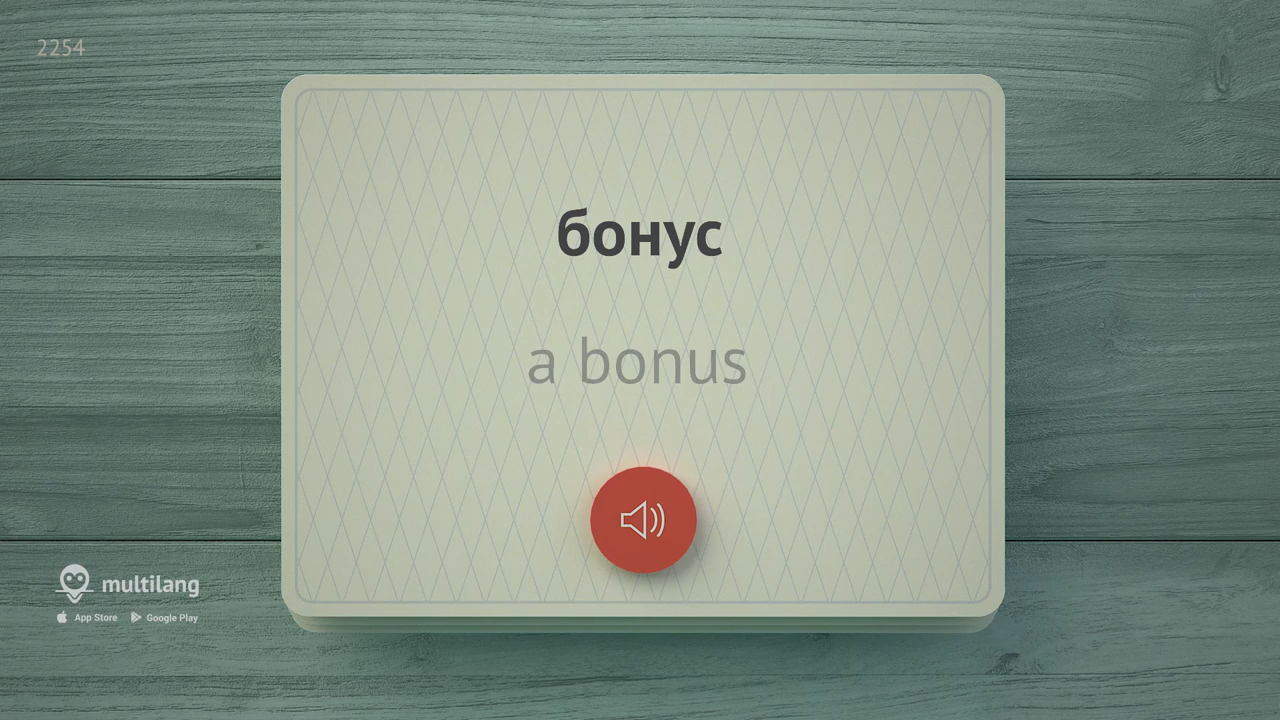 2254
бонус
a bonus
multilang
App Store
Google Play